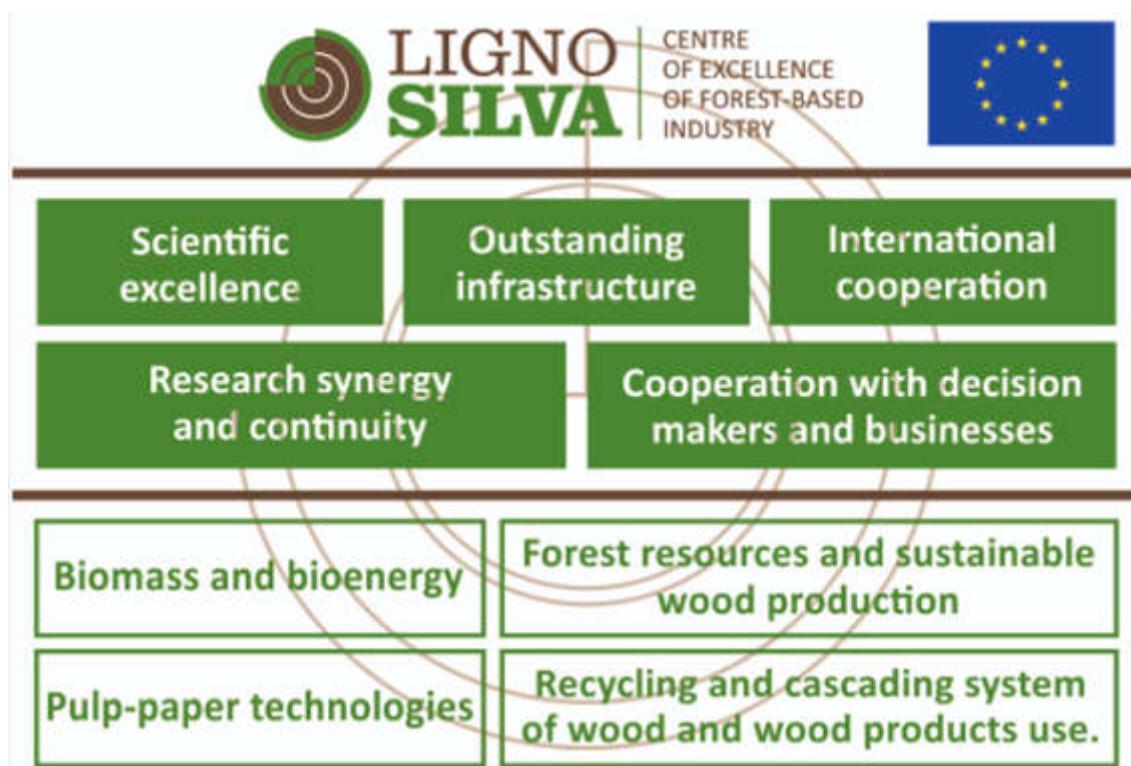 LIGNO
SILVA
CENTRE
OF EXCELLENCE
OF FOREST-BASED
INDUSTRY
Scientific
excellence
Outstanding
infrastructure
International
cooperation
Research synergy
and continuity
Cooperation with decision
makers and businesses
Biomass and bioenergy
Forest resources and sustainable
wood production
Pulp-paper technologies
Recycling and cascading system
of wood and wood products use.